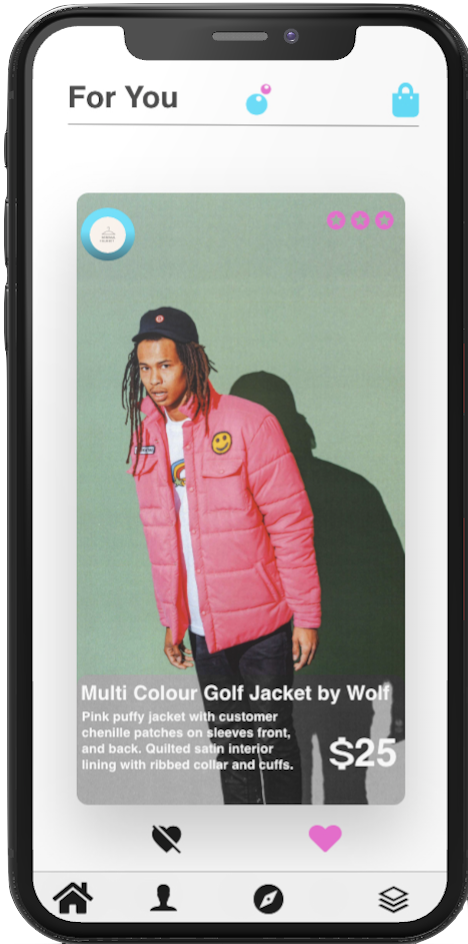 For You
Multi Colour Golf Jacket by Wolf
Pink puffy jacket with customer
chenille patches on sleeves front,
and back. Quilted satin interior
lining with ribbed collar and cuffs.
$25